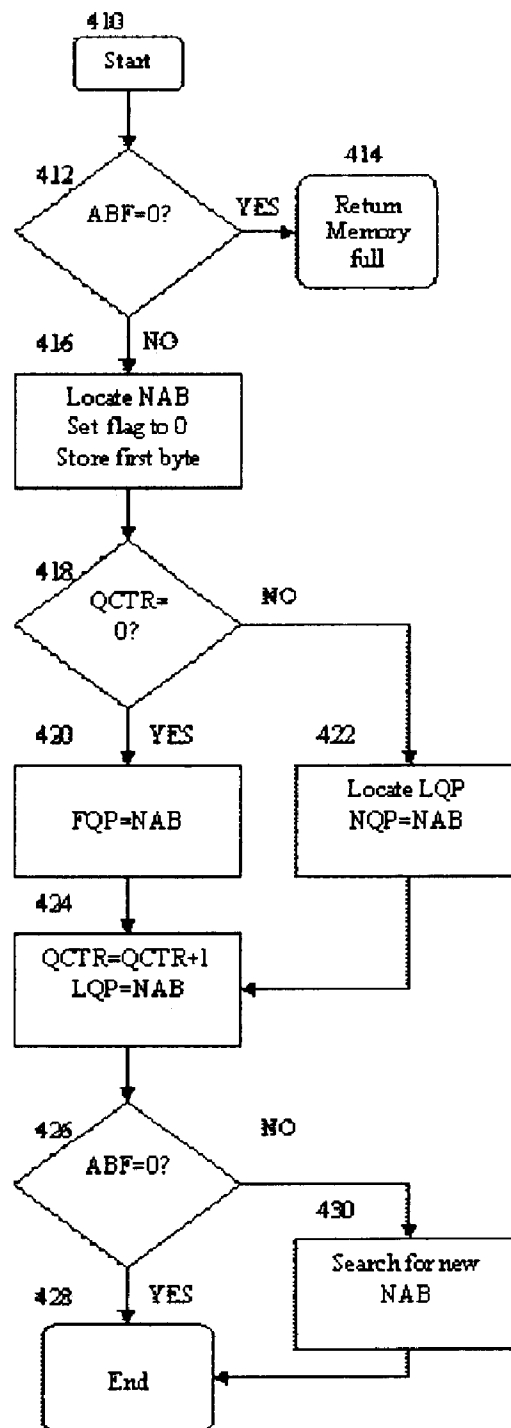 410
Start
412
ABF=0?
YES
414
Return
Memory
full
416
NO
Locate NAB
Set flag to 0
Store first byte
418
QCTR=
0?
NO
420
YES
422
FQP=NAB
Locate LQP
NQP=NAB
424
QCTR=QCTR+1
LQP=NAB
426
ABF=0?
NO
430
Search for new
NAB
428
YES
End